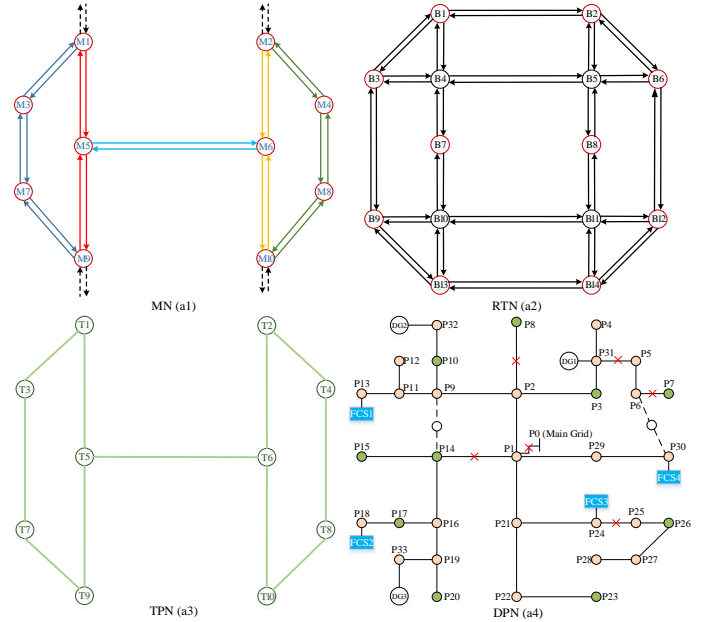 M1
M2
M3
M4
M5
M6
M7
M8
M9
M10
MN (a1)
B1
B2
B3
B4
B5
B6
B7
B8
B9
B10
B11
B12
B13
B14
RTN (a2)
T1
T2
T3
T4
T5
T6
T7
T8
T9
T10
TPN (a3)
DG2
P32
P8
P4
P12
P10
DG1
P31
P5
P13
P11
P9
P2
P3
P6
P7
FCS1
P0 (Main Grid)
P15
P14
P1
P29
P30
FCS4
FCS3
P18
P17
P16
P21
P24
P25
P26
FCS2
P33
P19
P28
P27
DG3
P20
P22
P23
DPN (a4)